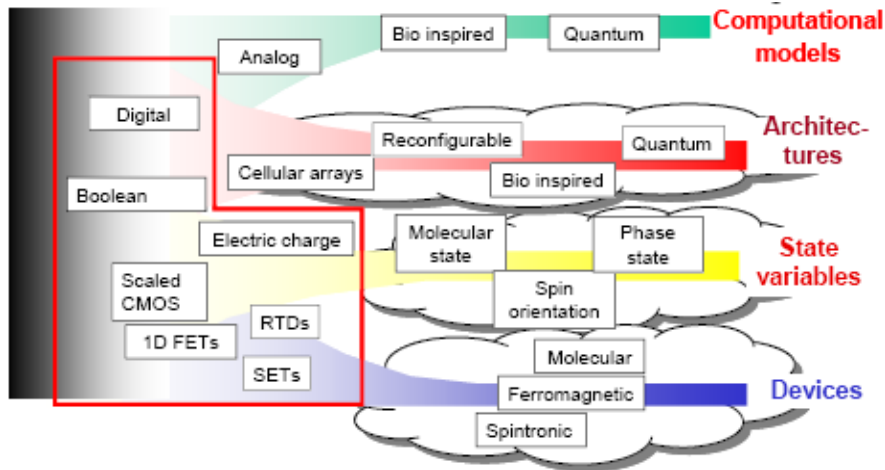 Bio inspired
Quantum
Computational
models
Analog
Digital
Reconfigurable
Quantum
Architec-
tures
Cellular arrays
Bio inspired
Boolean
Electric charge
Molecular
state
Phase
state
State
variables
Scaled
CMOS
Spin
orientation
RTDs
1D FETs
Molecular
SETs
Ferromagnetic
Devices
Spintronic